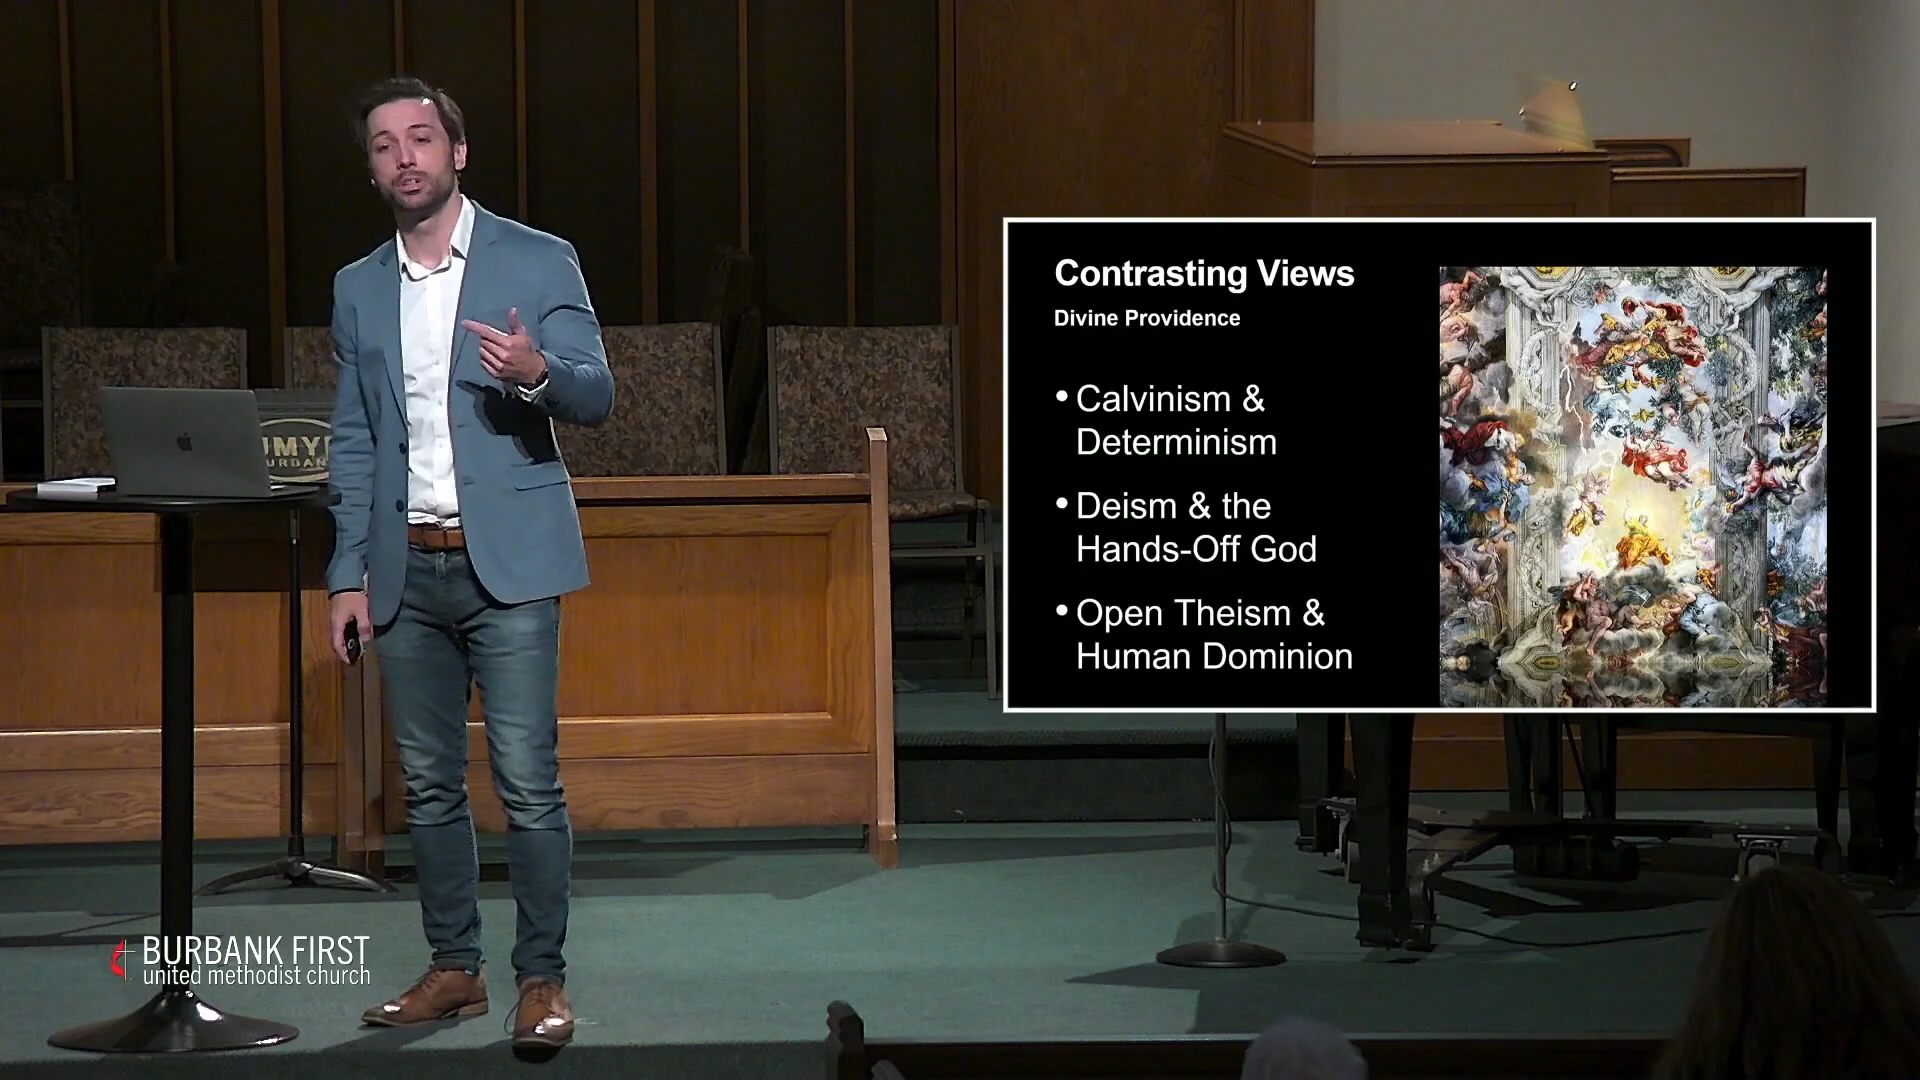 Contrasting Views
Divine Providence
• Calvinism &
Determinism
• Deism & the
Hands-Off God
• Open Theism &
Human Dominion
BURBANK FIRST
united methodist church